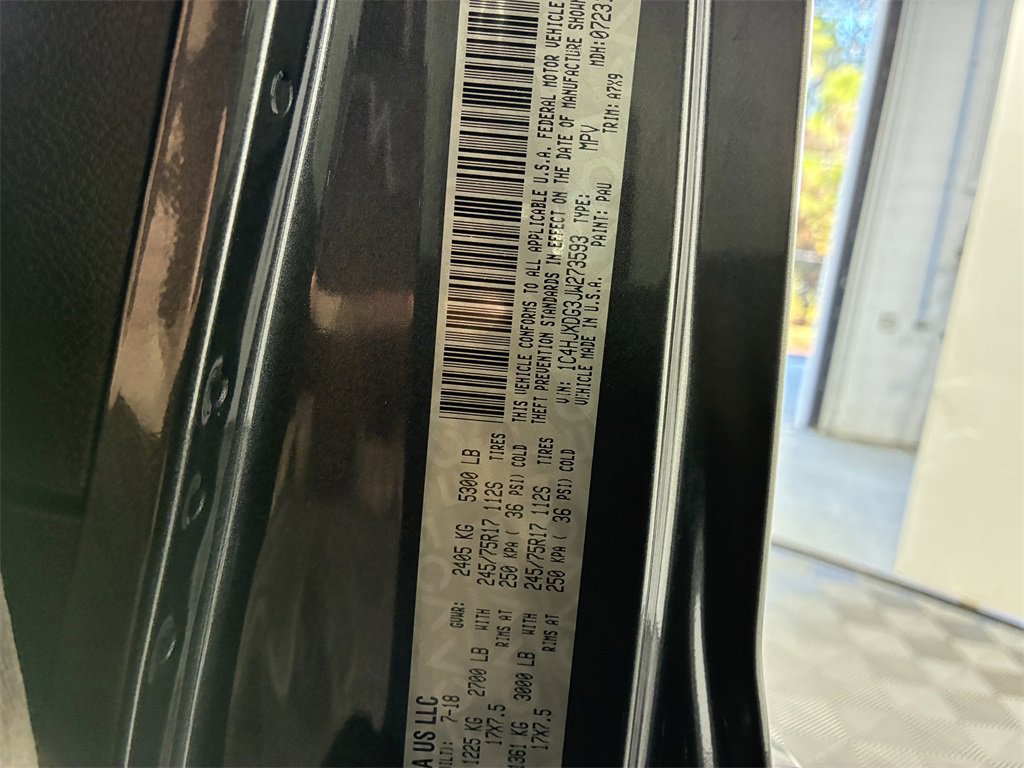 A US LLC
7-18 GVWR: 2405 KG 5300 LB
1225 KG 2700 LB WITH 245/75R17 112S TIRES
17X7.5 RIMS AT 250 KPA ( 36 PSI) COLD
1361 KG 3000 LB WITH 245/75R17 112S TIRES
17X7.5 RIMS AT 250 KPA ( 36 PSI) COLD
THIS VEHICLE CONFORMS TO ALL APPLICABLE U.S.A. FEDERAL MOTOR VEHICLE
THEFT PREVENTION STANDARDS IN EFFECT ON THE DATE OF MANUFACTURE SHOWN
VIN: 1C4HJXDG3JW273593 TYPE: MPV MDH: 0723
VEHICLE MADE IN U.S.A. PAINT: PAU TRIM: A7X9